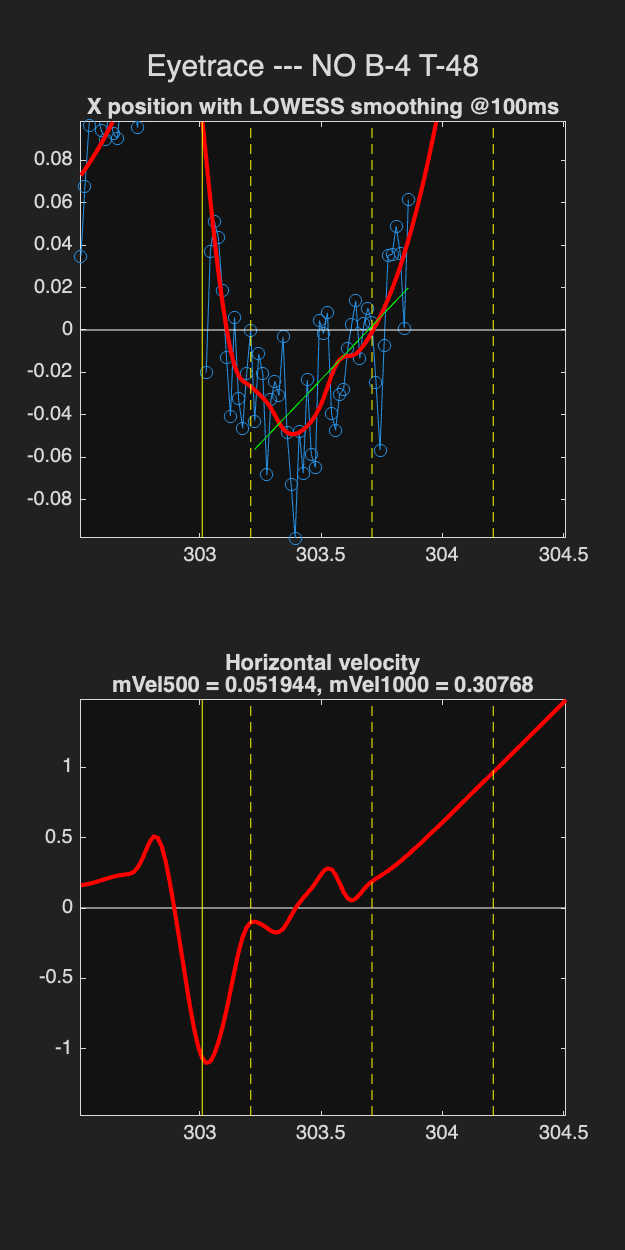 Eyetrace --- NO B-4 T-48
X position with LOWESS smoothing @100ms
0.08
0.06
0.04
0.02
0
-0.02
-0.04
-0.06
-0.08
303 303.5 304 304.5
Horizontal velocity
mVel500 = 0.051944, mVel1000 = 0.30768
1
0.5
0
-0.5
-1
303 303.5 304 304.5